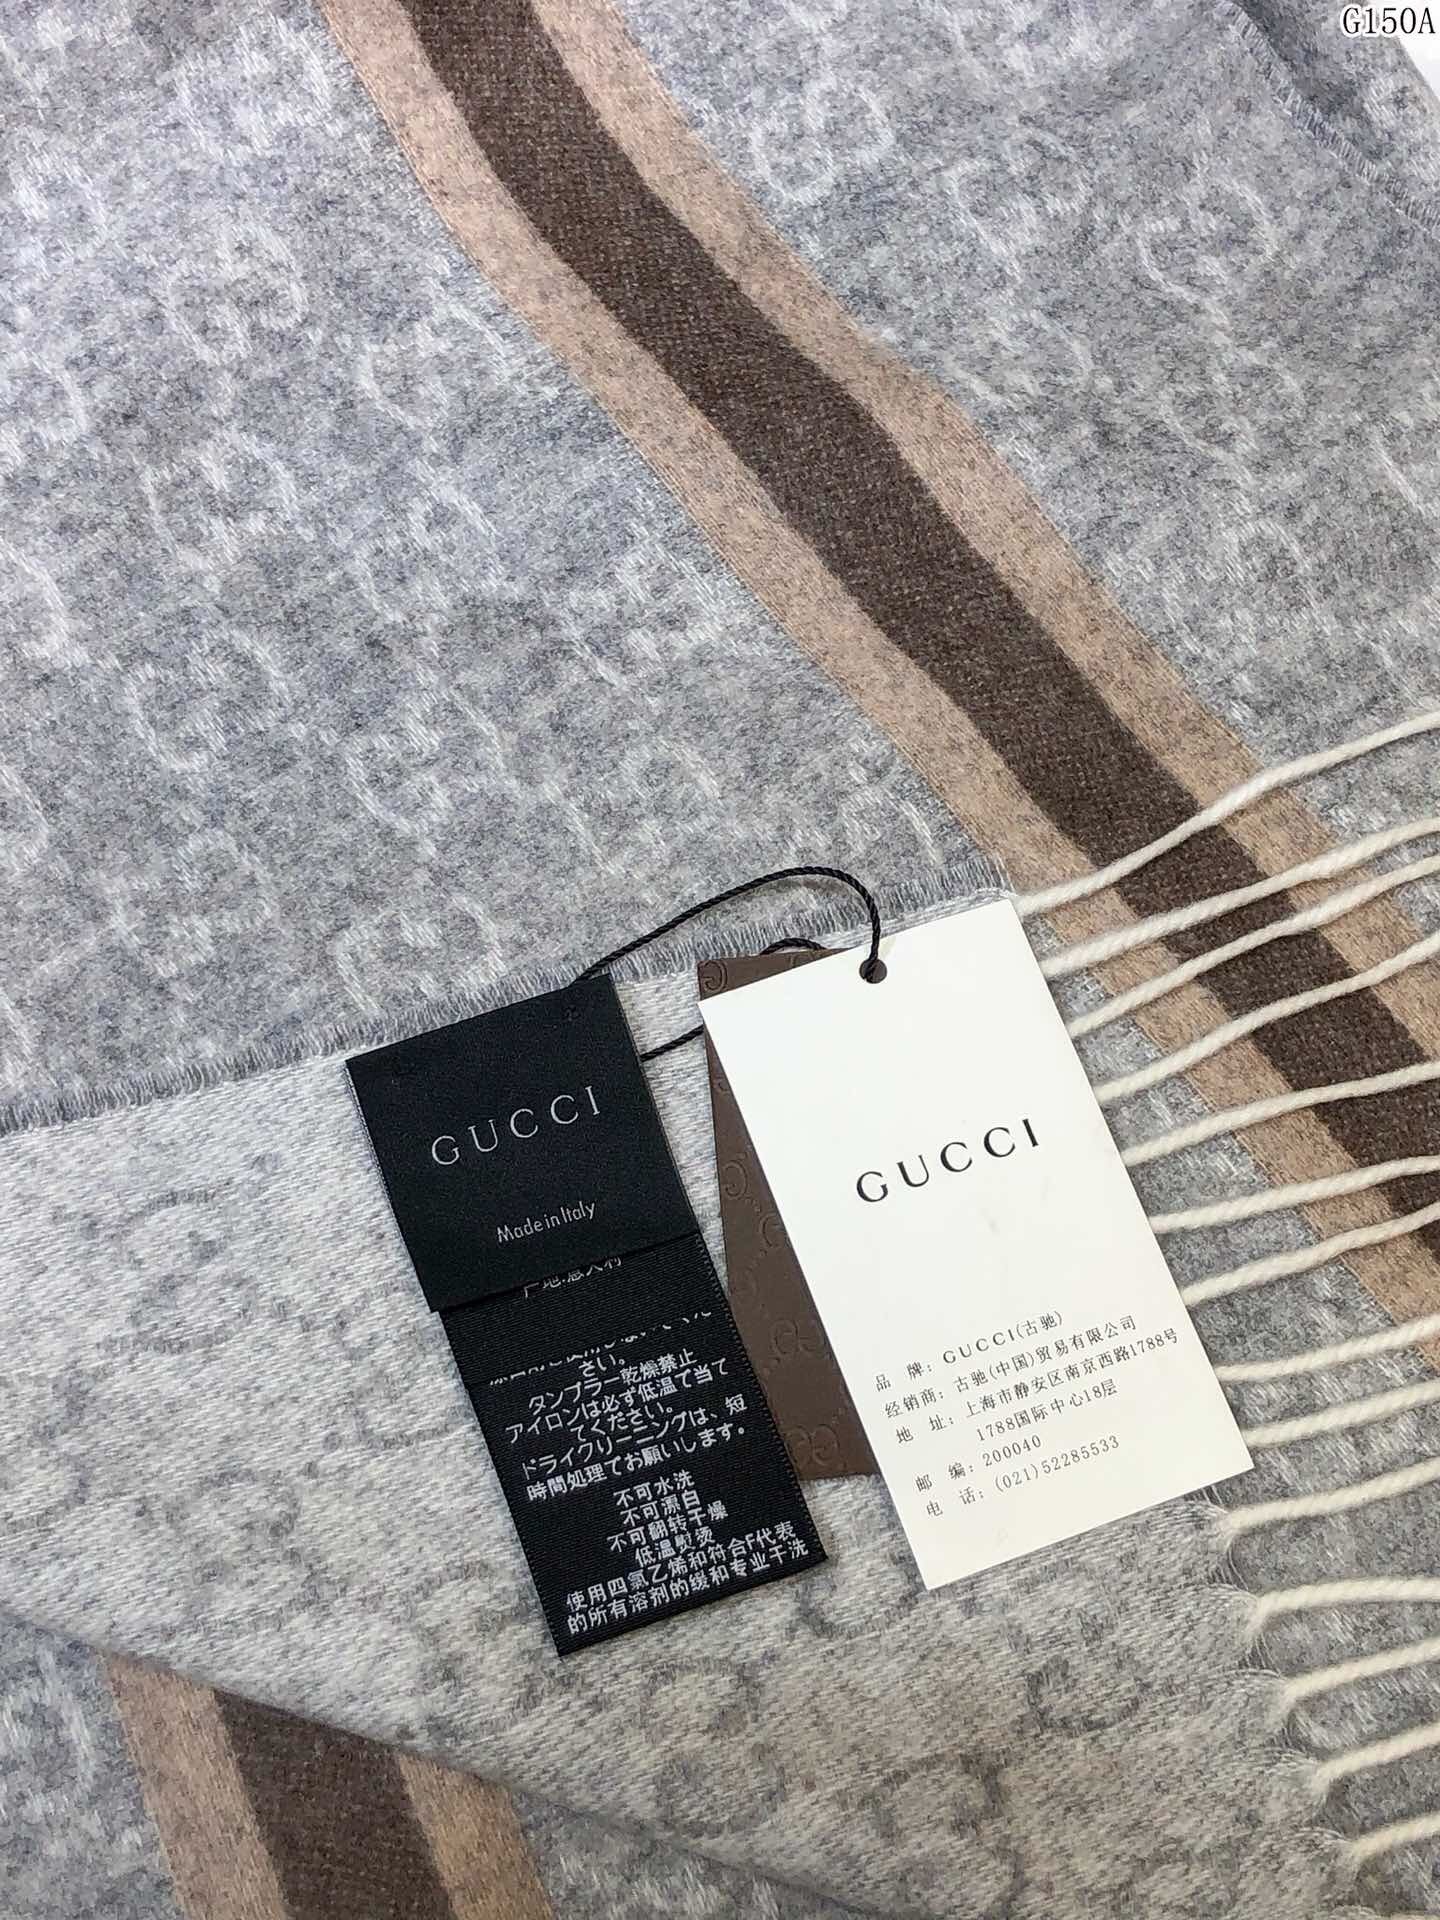 G150A
GUCCI
Made in Italy
産地:意大利
さい。
タンブラー乾燥禁止
アイロンは必ず低温で当て
てください。
ドライクリーニングは、短
時間処理でお願いします。
不可水洗
不可漂白
不可翻转干燥
低温熨烫
使用四氯乙烯和符合F代表
的所有溶剂的缓和专业干洗
GUCCI
品 牌: GUCCI(古驰)
经销商: 古驰(中国)贸易有限公司
地 址: 上海市静安区南京西路1788号
1788国际中心18层
邮 编: 200040
电 话: (021)52285533